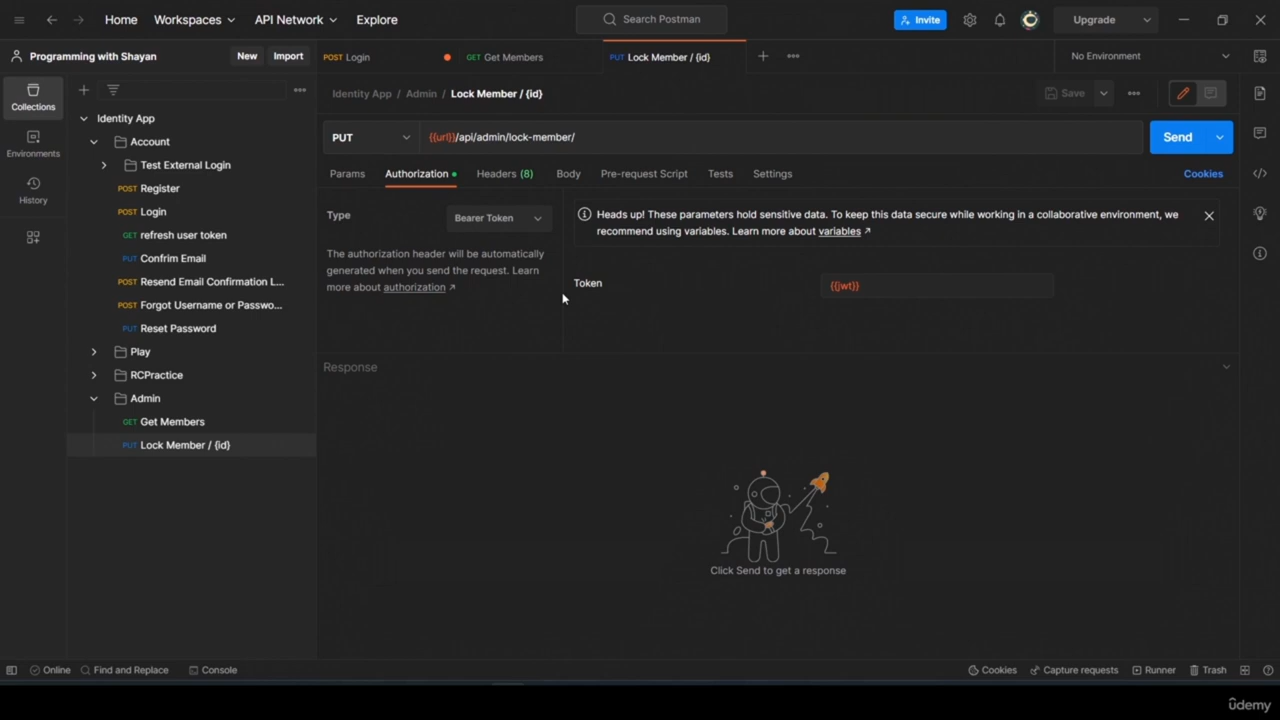 Home Workspaces API Network Explore Search Postman Invite Upgrade
Programming with Shayan New Import POST Login GET Get Members PUT Lock Member / {id} No Environment
Collections
Environments
History
Identity App
Account
Test External Login
POST Register
POST Login
GET refresh user token
PUT Confrim Email
POST Resend Email Confirmation L...
POST Forgot Username or Passwo...
PUT Reset Password
Play
RCPractice
Admin
GET Get Members
PUT Lock Member / {id}
Identity App / Admin / Lock Member / {id} Save
PUT {{url}}/api/admin/lock-member/ Send
Params Authorization Headers (8) Body Pre-request Script Tests Settings Cookies
Type Bearer Token
The authorization header will be automatically
generated when you send the request. Learn
more about authorization ↗
Heads up! These parameters hold sensitive data. To keep this data secure while working in a collaborative environment, we
recommend using variables. Learn more about variables ↗
Token {{jwt}}
Response
Click Send to get a response
Online Find and Replace Console Cookies Capture requests Runner Trash
ûdemy